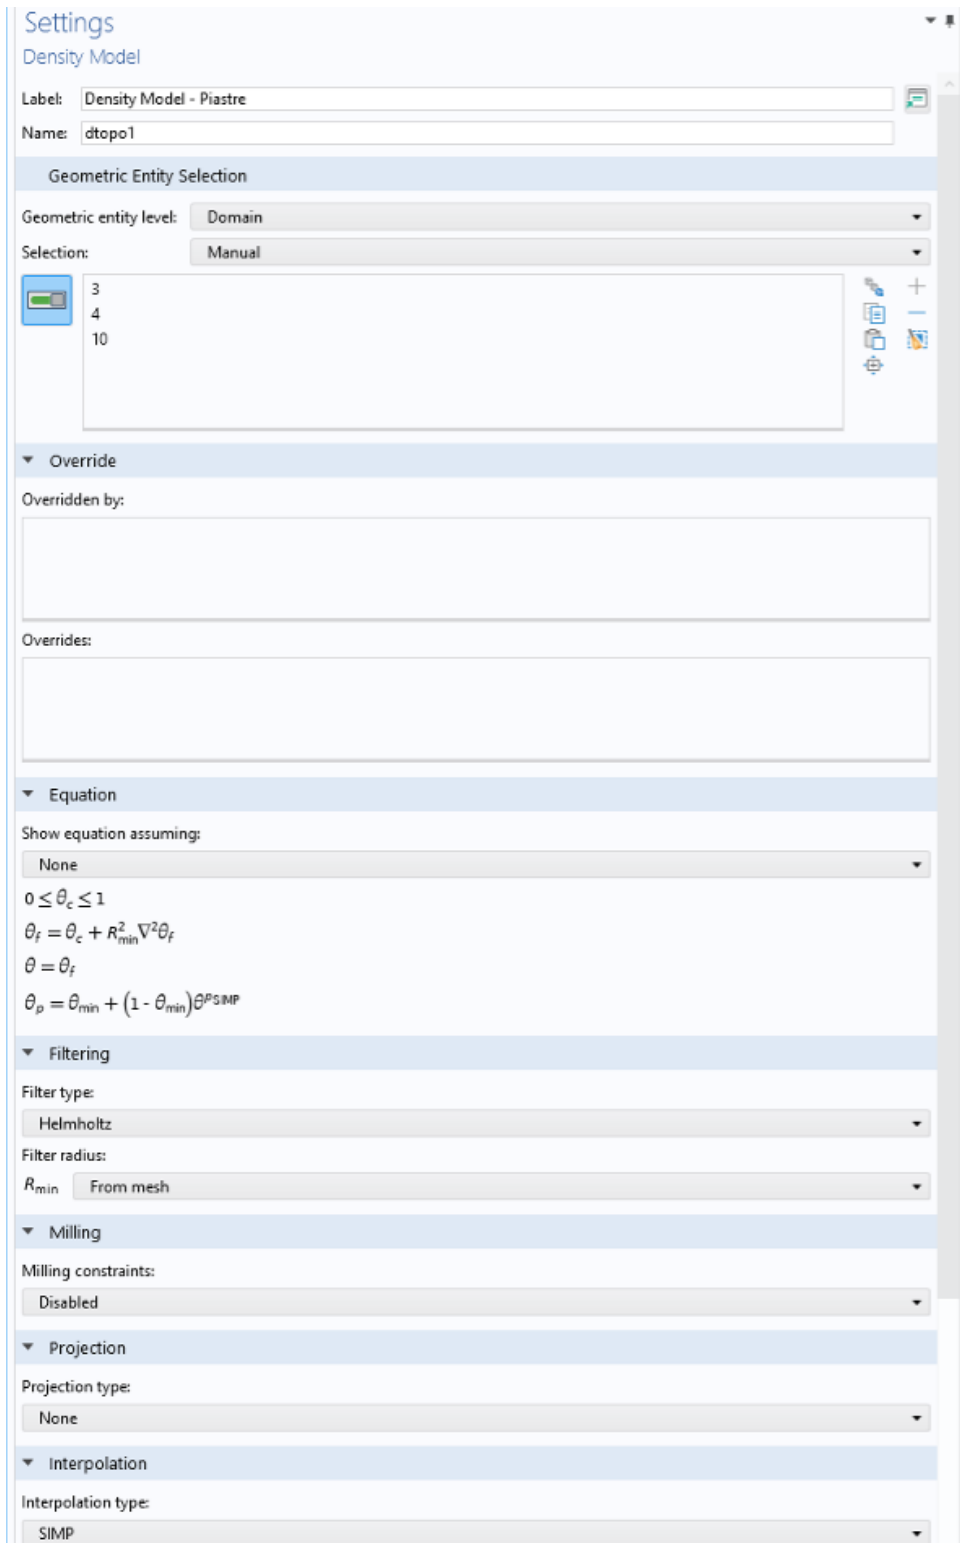 Settings
Density Model
Label: Density Model - Piastre
Name: dtopo1
Geometric Entity Selection
Geometric entity level: Domain
Selection: Manual
3
4
10
Override
Overridden by:
Overrides:
Equation
Show equation assuming:
None
0 ≤ θc ≤ 1
θf = θc + R²min∇²θf
θ = θf
θp = θmin + (1 - θmin)θ^pSIMP
Filtering
Filter type:
Helmholtz
Filter radius:
Rmin From mesh
Milling
Milling constraints:
Disabled
Projection
Projection type:
None
Interpolation
Interpolation type:
SIMP